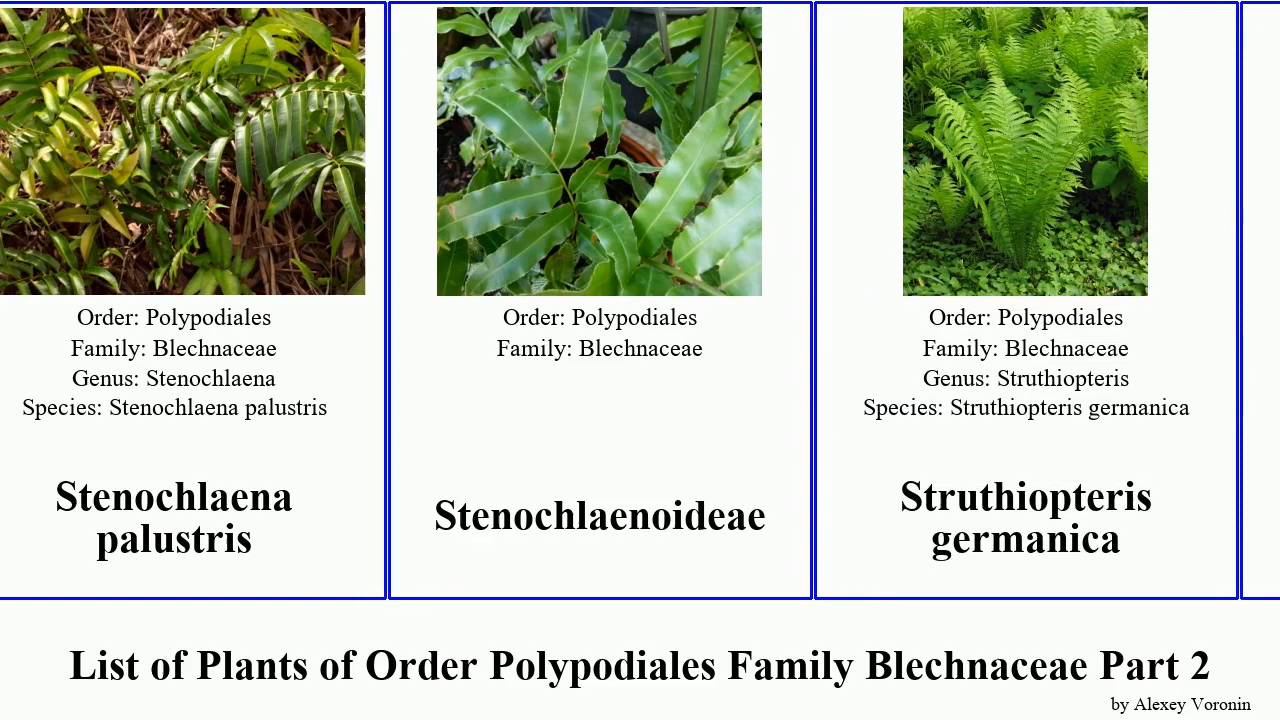 Order: Polypodiales
Family: Blechnaceae
Genus: Stenochlaena
Species: Stenochlaena palustris
Stenochlaena
palustris
Order: Polypodiales
Family: Blechnaceae
Stenochlaenoideae
Order: Polypodiales
Family: Blechnaceae
Genus: Struthiopteris
Species: Struthiopteris germanica
Struthiopteris
germanica
List of Plants of Order Polypodiales Family Blechnaceae Part 2
by Alexey Voronin